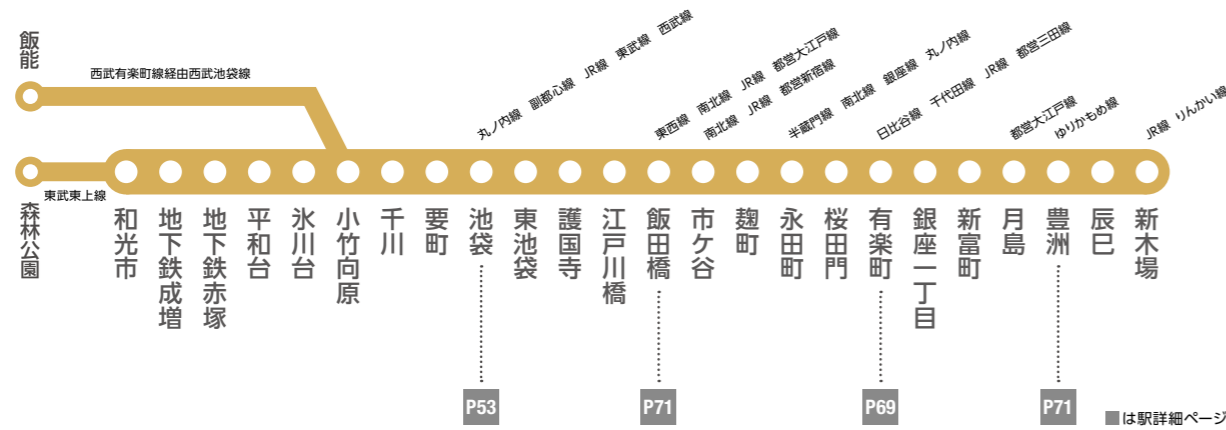 飯能
西武有楽町線経由西武池袋線
森林公園
東武東上線
丸ノ内線 副都心線 JR線 東武線 西武線
東西線 南北線 JR線 都営大江戸線
南北線 JR線 都営新宿線
半蔵門線 南北線 銀座線 丸ノ内線
日比谷線 千代田線 JR線 都営三田線
都営大江戸線
ゆりかもめ線
JR線 りんかい線
和光市
地下鉄成増
地下鉄赤塚
平和台
氷川台
小竹向原
千川
要町
池袋
東池袋
護国寺
江戸川橋
飯田橋
市ケ谷
麹町
永田町
桜田門
有楽町
銀座一丁目
新富町
月島
豊洲
辰巳
新木場
P53
P71
P69
P71
■は駅詳細ページ